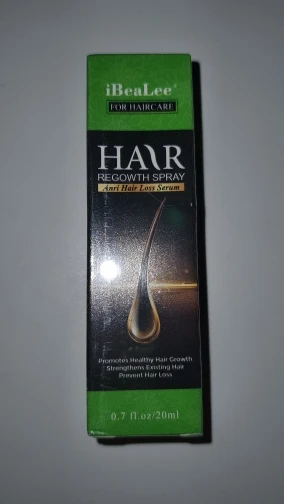 iBeaLee
FOR HAIRCARE
HAIR
REGOWTH SPRAY
Anri Hair Loss Serum
Promotes Healthy Hair Growth
Strengthens Existing Hair
Prevent Hair Loss
0.7 fl.oz/20ml